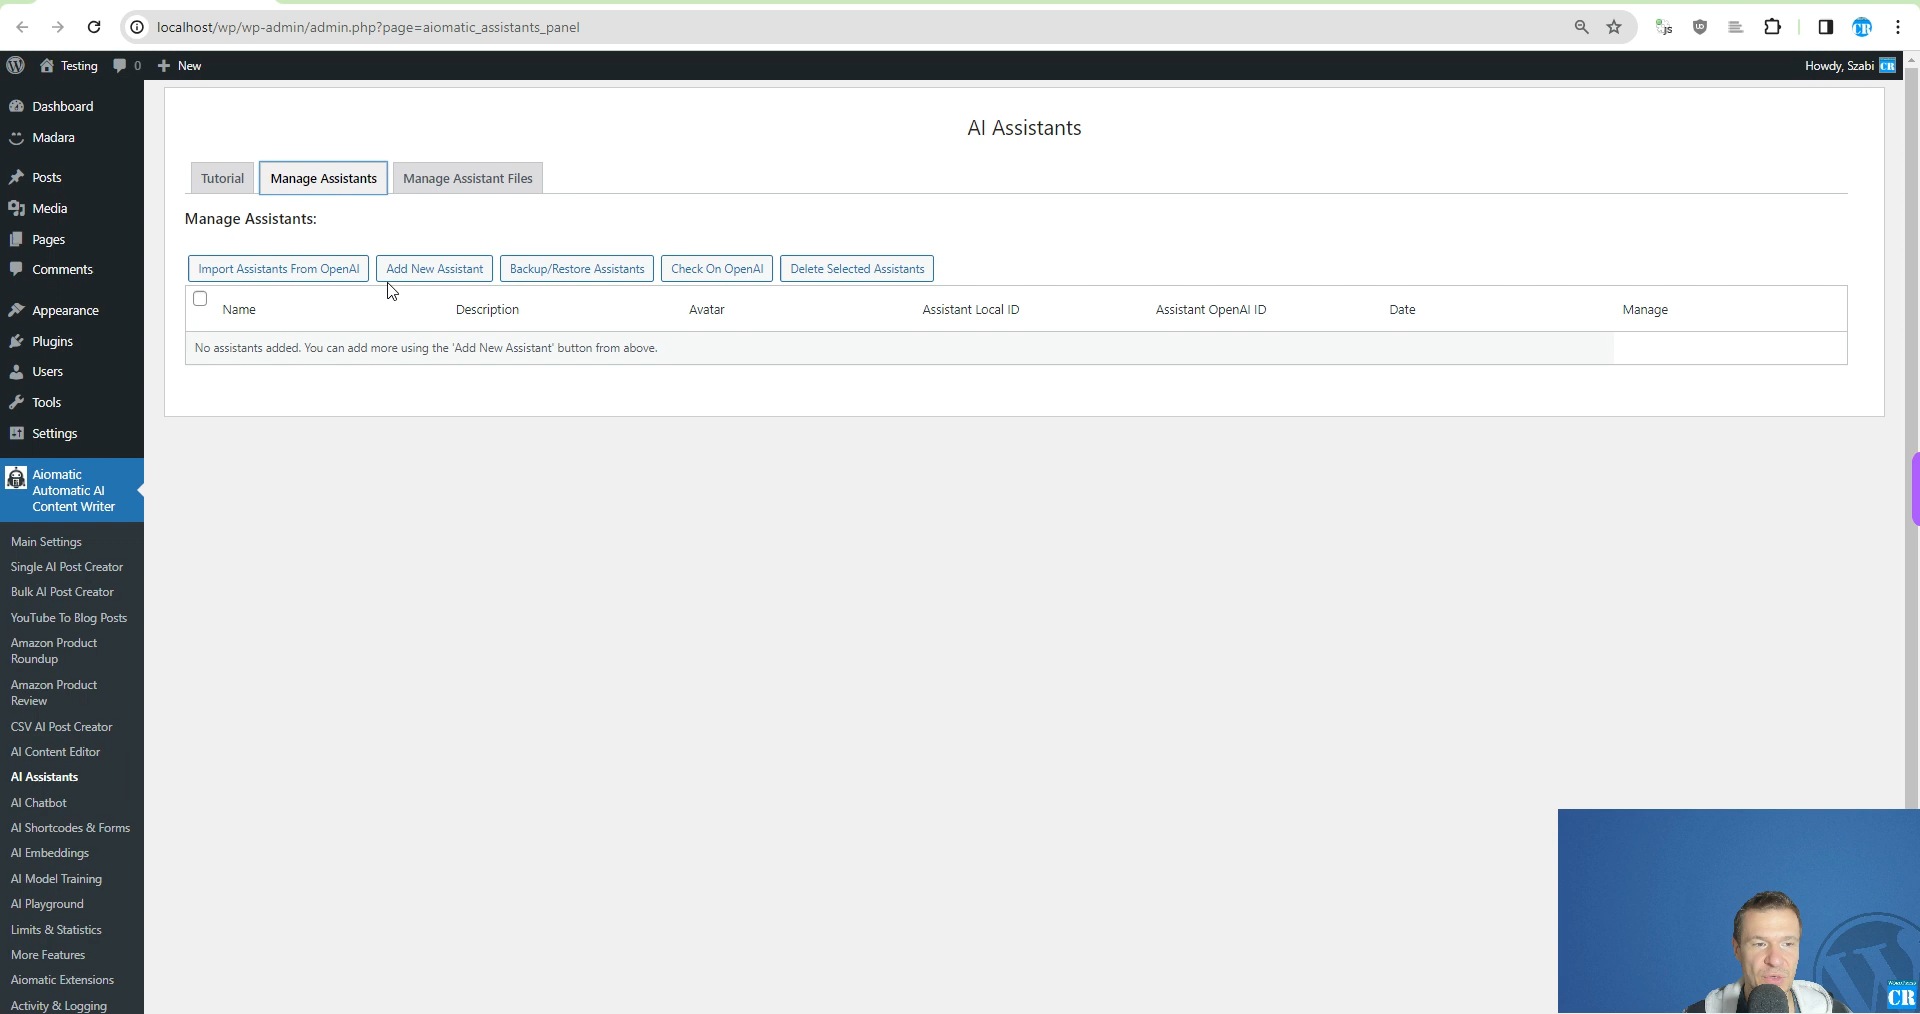 localhost/wp/wp-admin/admin.php?page=aiomatic_assistants_panel
Testing
0
New
Howdy, Szabi
CR
Dashboard
Madara
Posts
Media
Pages
Comments
Appearance
Plugins
Users
Tools
Settings
Aiomatic
Automatic AI
Content Writer
Main Settings
Single AI Post Creator
Bulk AI Post Creator
YouTube To Blog Posts
Amazon Product
Roundup
Amazon Product
Review
CSV AI Post Creator
AI Content Editor
AI Assistants
AI Chatbot
AI Shortcodes & Forms
AI Embeddings
AI Model Training
AI Playground
Limits & Statistics
More Features
Aiomatic Extensions
Activity & Logging
AI Assistants
Tutorial
Manage Assistants
Manage Assistant Files
Manage Assistants:
Import Assistants From OpenAI
Add New Assistant
Backup/Restore Assistants
Check On OpenAI
Delete Selected Assistants
Name
Description
Avatar
Assistant Local ID
Assistant OpenAI ID
Date
Manage
No assistants added. You can add more using the 'Add New Assistant' button from above.
CR